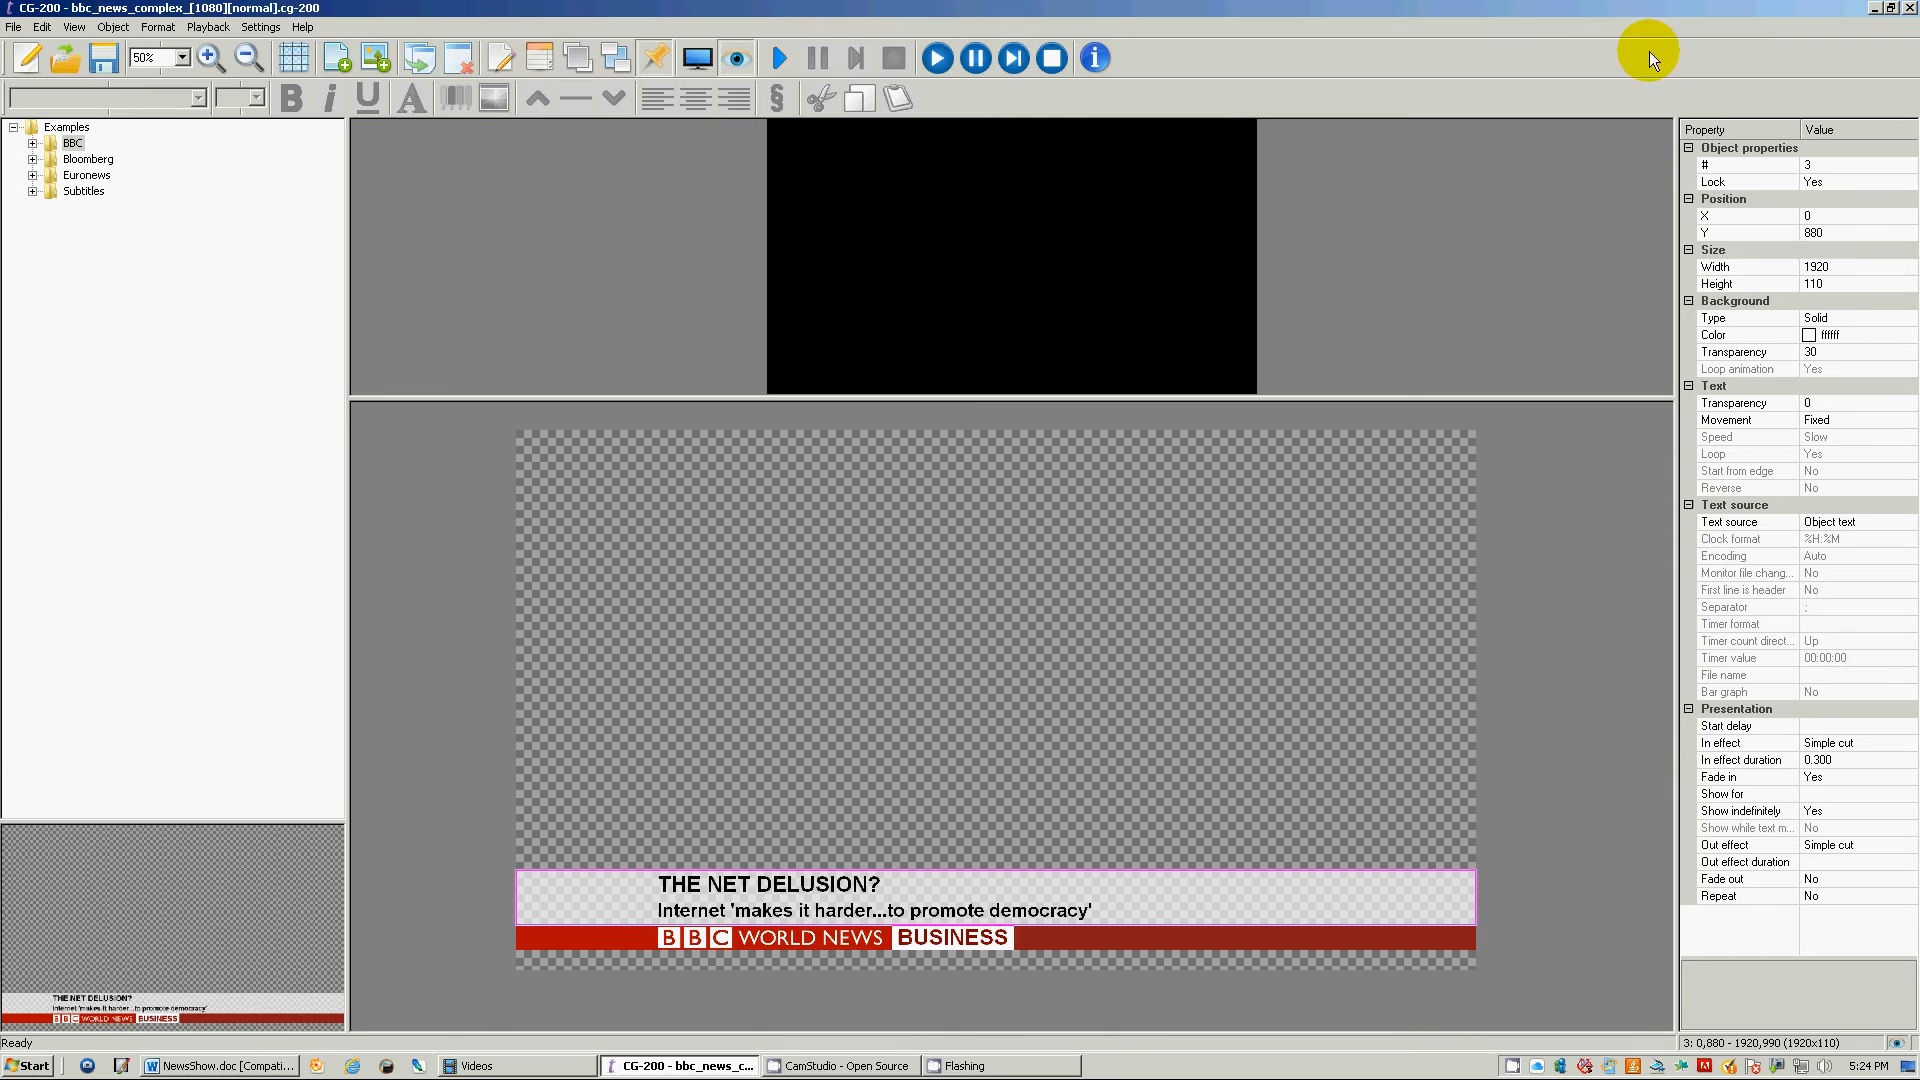 CG-200 - bbc_news_complex_[1080][normal].cg-200
File Edit View Object Format Playback Settings Help
50%
B i U A §
Examples
BBC
Bloomberg
Euronews
Subtitles
THE NET DELUSION?
Internet 'makes it harder...to promote democracy'
BBC WORLD NEWS BUSINESS
THE NET DELUSION?
Internet 'makes it harder...to promote democracy'
BBC WORLD NEWS BUSINESS
Property Value
Object properties
# 3
Lock Yes
Position
X 0
Y 880
Size
Width 1920
Height 110
Background
Type Solid
Color ffffff
Transparency 30
Loop animation Yes
Text
Transparency 0
Movement Fixed
Speed Slow
Loop Yes
Start from edge No
Reverse No
Text source
Text source Object text
Clock format %H:%M
Encoding Auto
Monitor file chang... No
First line is header No
Separator ;
Timer format
Timer count direct... Up
Timer value 00:00:00
File name
Bar graph No
Presentation
Start delay
In effect Simple cut
In effect duration 0.300
Fade in Yes
Show for
Show indefinitely Yes
Show while text m... No
Out effect Simple cut
Out effect duration
Fade out No
Repeat No
Ready
3: 0,880 - 1920,990 (1920x110)
Start NewsShow.doc [Compati... Videos CG-200 - bbc_news_c... CamStudio - Open Source Flashing 5:24 PM